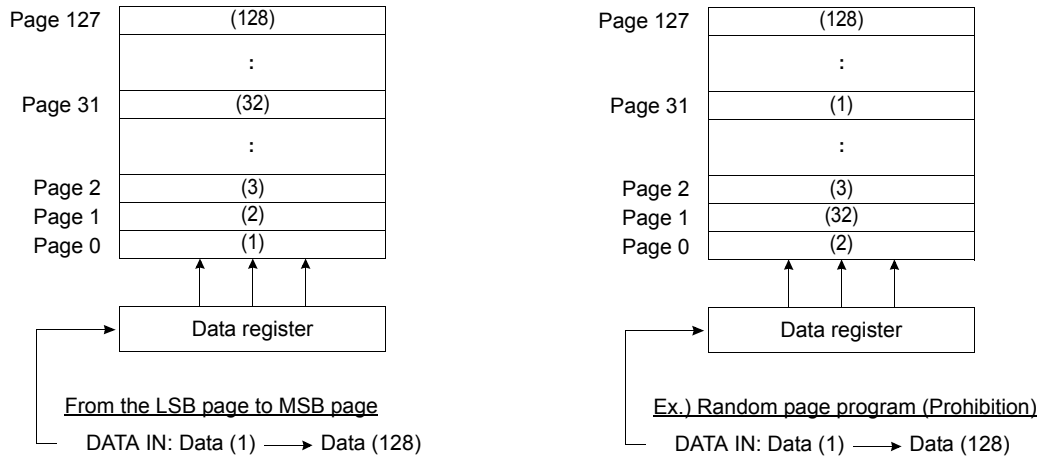 Page 127 (128)
:
Page 31 (32)
:
Page 2 (3)
Page 1 (2)
Page 0 (1)
Data register
From the LSB page to MSB page
DATA IN: Data (1) Data (128)
Page 127 (128)
:
Page 31 (1)
:
Page 2 (3)
Page 1 (32)
Page 0 (2)
Data register
Ex.) Random page program (Prohibition)
DATA IN: Data (1) Data (128)